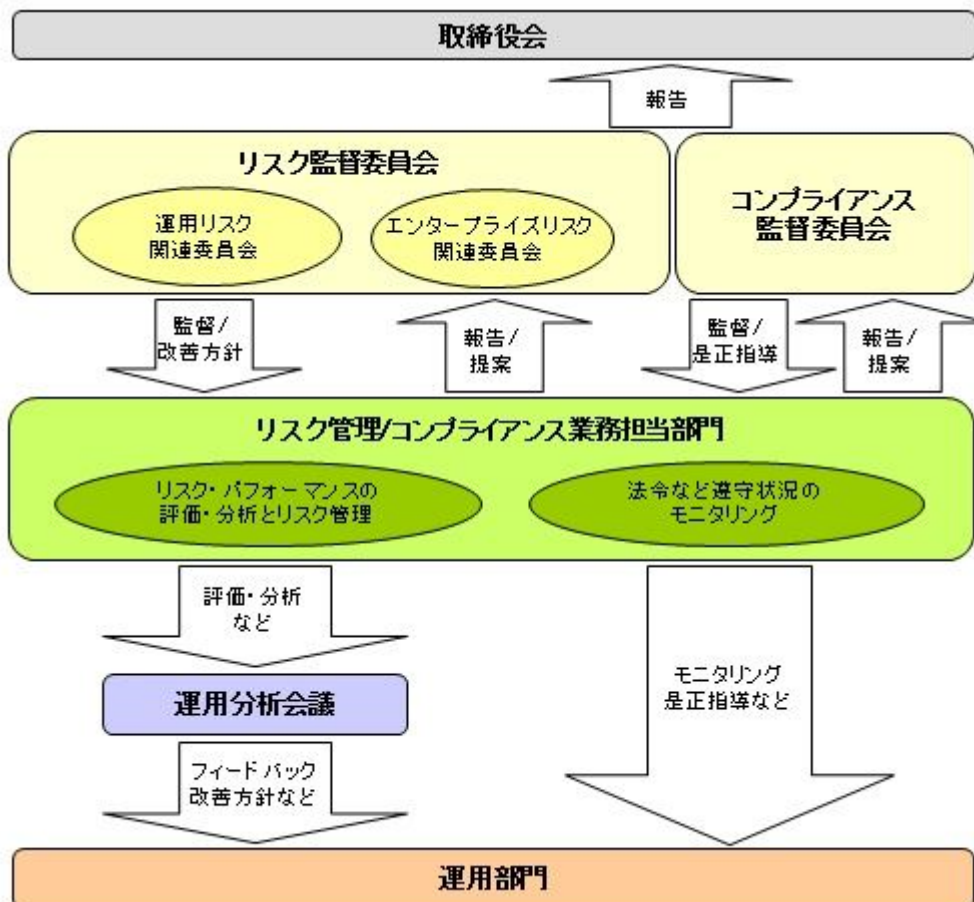 取締役会
報告
リスク監督委員会
運用リスク
関連委員会
エンタープライズリスク
関連委員会
コンプライアンス
監督委員会
監督/
改善方針
報告/
提案
監督/
是正指導
報告/
提案
リスク管理/コンプライアンス業務担当部門
リスク・パフォーマンスの
評価・分析とリスク管理
法令など遵守状況の
モニタリング
評価・分析
など
運用分析会議
モニタリング
是正指導など
フィードバック
改善方針など
運用部門